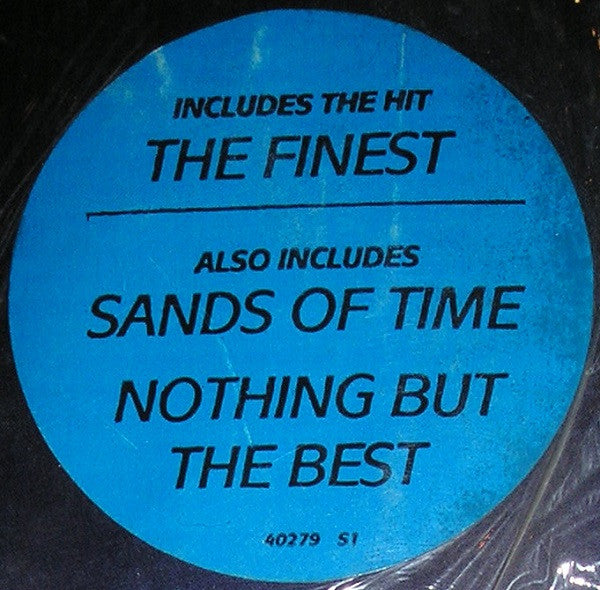 INCLUDES THE HIT
THE FINEST
ALSO INCLUDES
SANDS OF TIME
NOTHING BUT
THE BEST
40279 S1